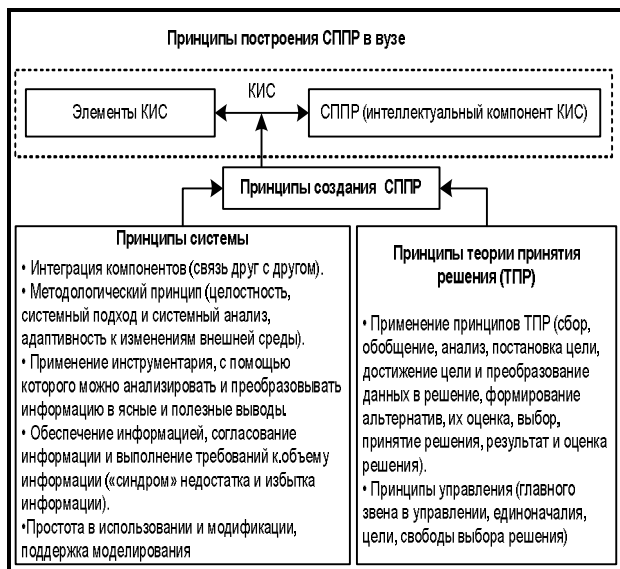 Принципы построения СППР в вузе
КИС
Элементы КИС
СППР (интеллектуальный компонент КИС)
Принципы создания СППР
Принципы системы
• Интеграция компонентов (связь друг с другом).
• Методологический принцип (целостность,
системный подход и системный анализ,
адаптивность к изменениям внешней среды).
• Применение инструментария, с помощью
которого можно анализировать и преобразовывать
информацию в ясные и полезные выводы.
• Обеспечение информацией, согласование
информации и выполнение требований к.объему
информации («синдром» недостатка и избытка
информации).
•Простота в использовании и модификации,
поддержка моделирования
Принципы теории принятия
решения (ТПР)
• Применение принципов ТПР (сбор,
обобщение, анализ, постановка цели,
достижение цели и преобразование
данных в решение, формирование
альтернатив, их оценка, выбор,
принятие решения, результат и оценка
решения).
• Принципы управления (главного
звена в управлении, единоначалия,
цели, свободы выбора решения)